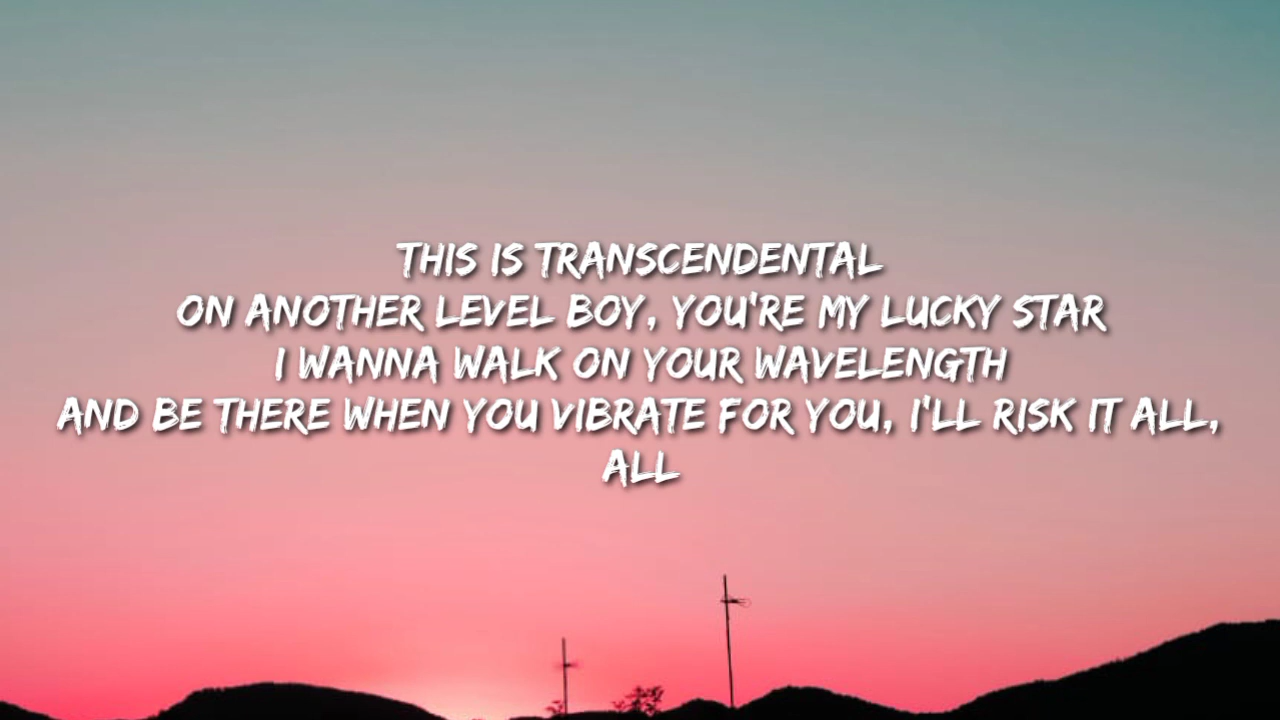 THIS IS TRANSCENDENTAL
ON ANOTHER LEVEL BOY, YOU'RE MY LUCKY STAR
I WANNA WALK ON YOUR WAVELENGTH
AND BE THERE WHEN YOU VIBRATE FOR YOU, I'LL RISK IT ALL,
ALL